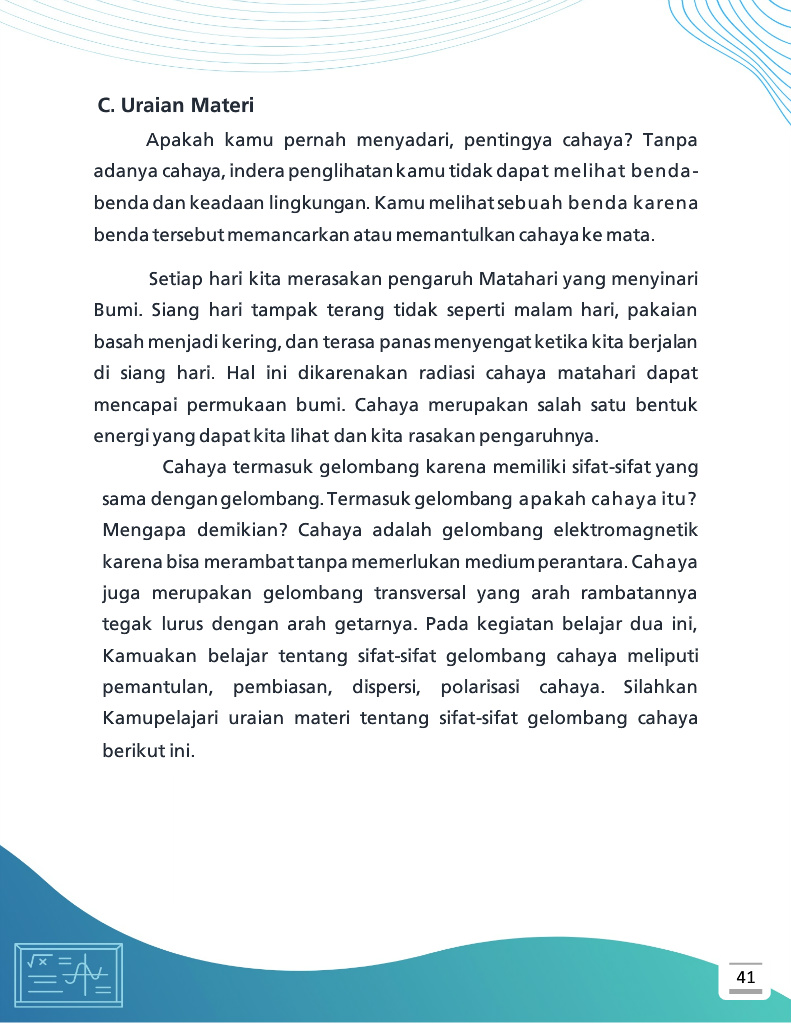 C. Uraian Materi
Apakah kamu pernah menyadari, pentingya cahaya? Tanpa
adanya cahaya, indera penglihatan kamu tidak dapat melihat benda-
benda dan keadaan lingkungan. Kamu melihat sebuah benda karena
benda tersebut memancarkan atau memantulkan cahaya ke mata.
Setiap hari kita merasakan pengaruh Matahari yang menyinari
Bumi. Siang hari tampak terang tidak seperti malam hari, pakaian
basah menjadi kering, dan terasa panas menyengat ketika kita berjalan
di siang hari. Hal ini dikarenakan radiasi cahaya matahari dapat
mencapai permukaan bumi. Cahaya merupakan salah satu bentuk
energi yang dapat kita lihat dan kita rasakan pengaruhnya.
Cahaya termasuk gelombang karena memiliki sifat-sifat yang
sama dengan gelombang. Termasuk gelombang apakah cahaya itu?
Mengapa demikian? Cahaya adalah gelombang elektromagnetik
karena bisa merambat tanpa memerlukan medium perantara. Cahaya
juga merupakan gelombang transversal yang arah rambatannya
tegak lurus dengan arah getarnya. Pada kegiatan belajar dua ini,
Kamuakan belajar tentang sifat-sifat gelombang cahaya meliputi
pemantulan, pembiasan, dispersi, polarisasi cahaya. Silahkan
Kamupelajari uraian materi tentang sifat-sifat gelombang cahaya
berikut ini.
√x
41